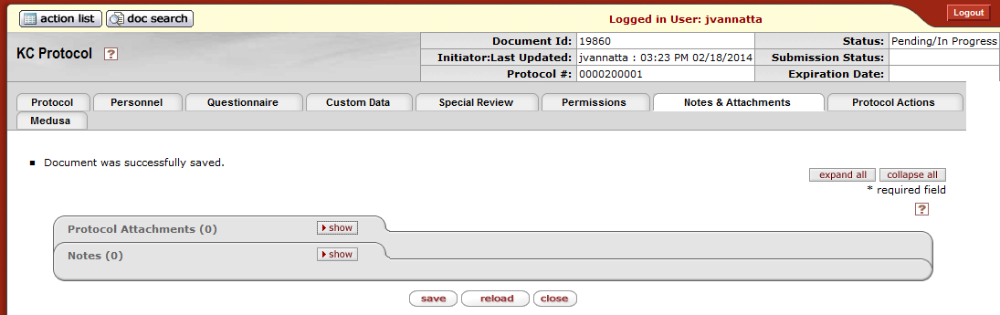 action list doc search Logged in User: jvannatta Logout
KC Protocol ? Document Id: 19860 Status: Pending/In Progress
Initiator:Last Updated: jvannatta : 03:23 PM 02/18/2014 Submission Status:
Protocol #: 0000200001 Expiration Date:
Protocol Personnel Questionnaire Custom Data Special Review Permissions Notes & Attachments Protocol Actions
Medusa
Document was successfully saved.
expand all collapse all
* required field
?
Protocol Attachments (0) show
Notes (0) show
save reload close